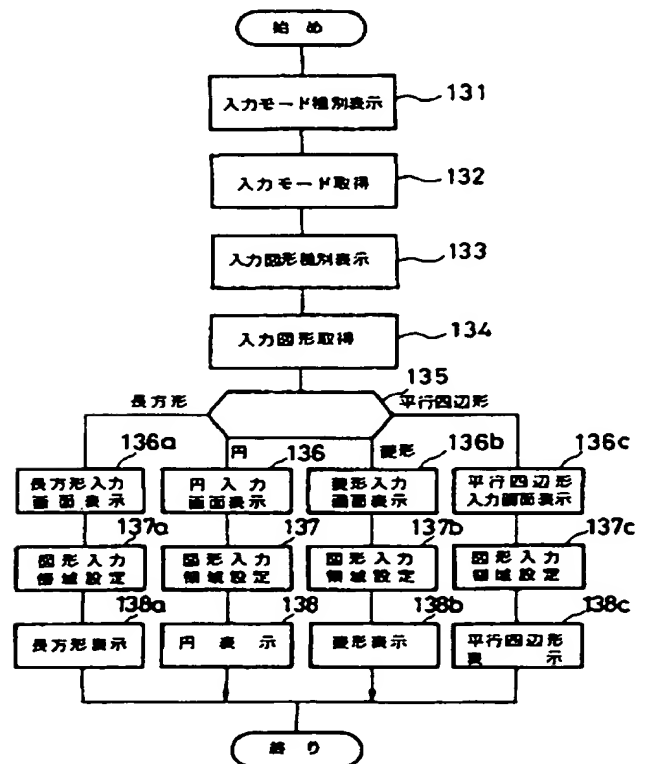 始め
入力モード種別表示
131
入力モード取得
132
入力図形種別表示
133
入力図形取得
134
135
長方形
平行四辺形
円
菱形
136a
136
136b
136c
長方形入力
画面表示
円入力
画面表示
菱形入力
画面表示
平行四辺形
入力画面表示
137a
137
137b
137c
図形入力
領域設定
図形入力
領域設定
図形入力
領域設定
図形入力
領域設定
138a
138
138b
138c
長方形表示
円表示
菱形表示
平行四辺形
表示
終り